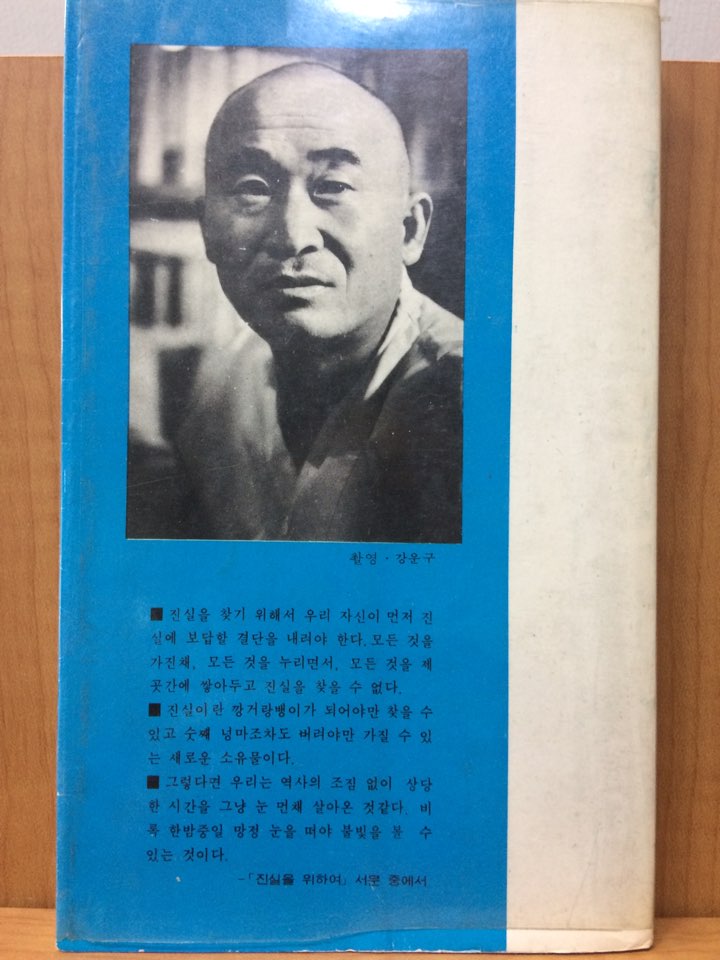 촬영 · 강운구
■ 진실을 찾기 위해서 우리 자신이 먼저 진
실에 보답할 결단을 내려야 한다. 모든 것을
가진채, 모든 것을 누리면서, 모든 것을 제
곳간에 쌓아두고 진실을 찾을 수 없다.
■ 진실이란 깡거랑뱅이가 되어야만 찾을 수
있고 숫째 넝마조차도 버려야만 가질 수 있
는 새로운 소유물이다.
■ 그렇다면 우리는 역사의 조짐 없이 상당
한 시간을 그냥 눈 먼채 살아온 것같다. 비
록 한밤중일 망정 눈을 떠야 불빛을 볼 수
있는 것이다.
-「진실을 위하여」 서문 중에서